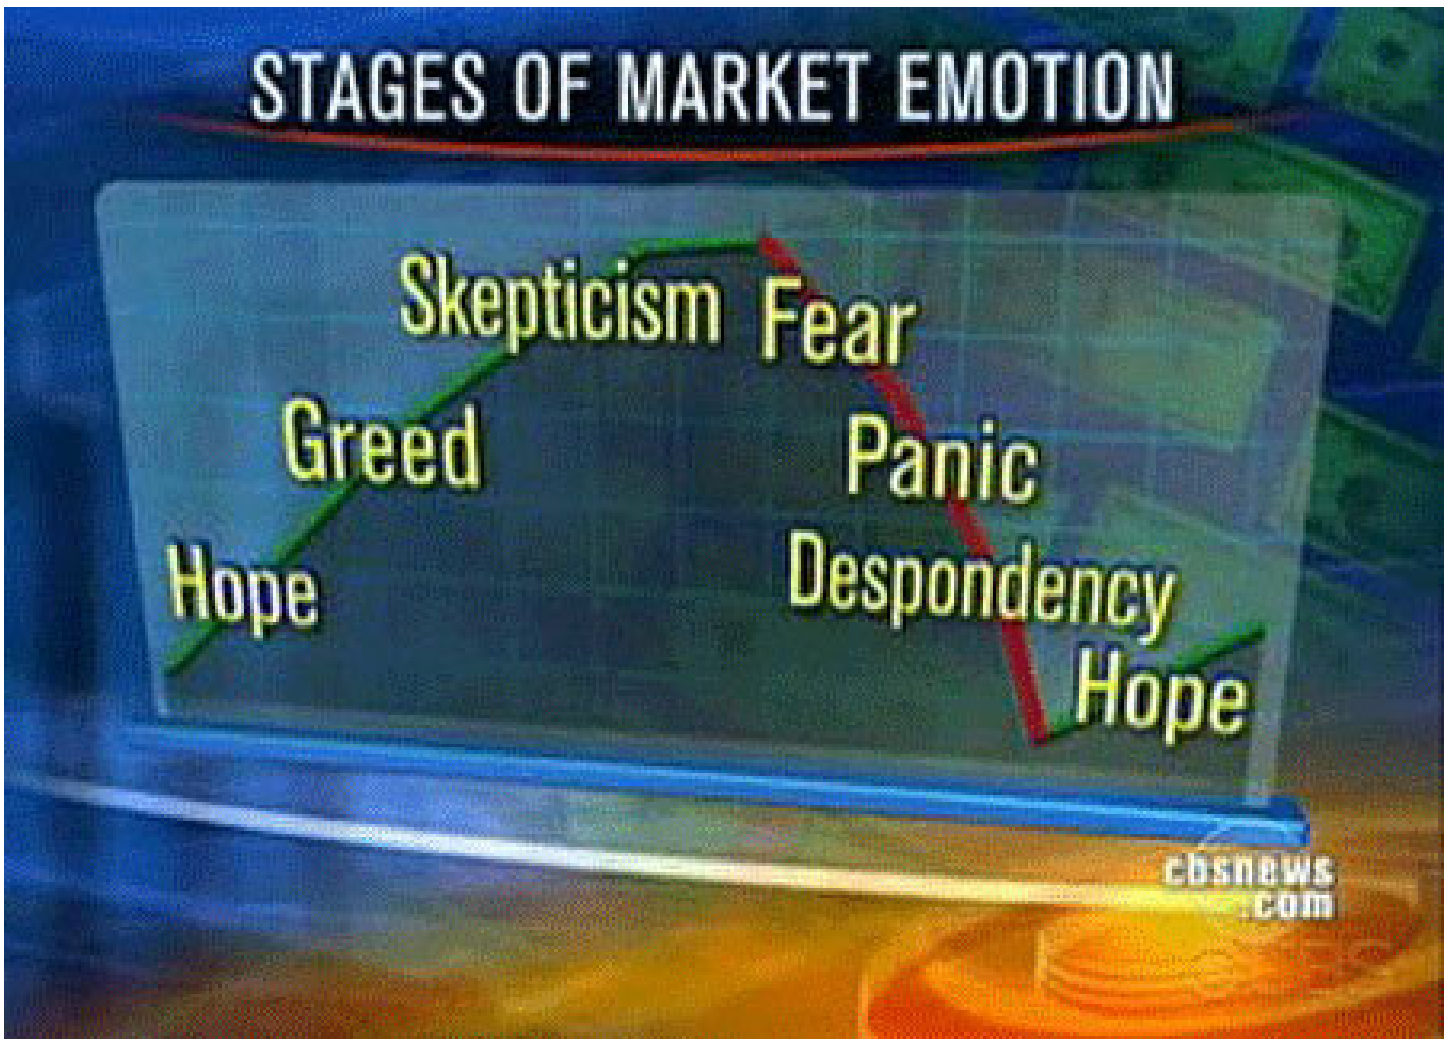 STAGES OF MARKET EMOTION
Skepticism
Fear
Greed
Panic
Hope
Despondency
Hope
cbsnews
.com